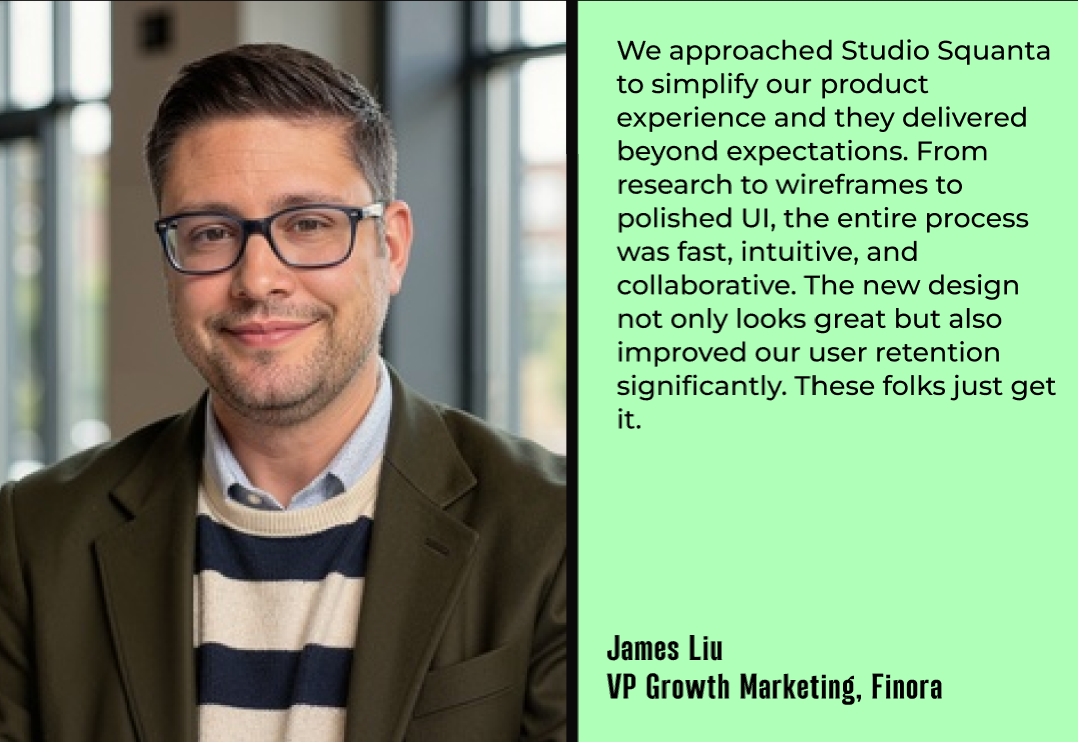 We approached Studio Squanta
to simplify our product
experience and they delivered
beyond expectations. From
research to wireframes to
polished UI, the entire process
was fast, intuitive, and
collaborative. The new design
not only looks great but also
improved our user retention
significantly. These folks just get
it.
James Liu
VP Growth Marketing, Finora